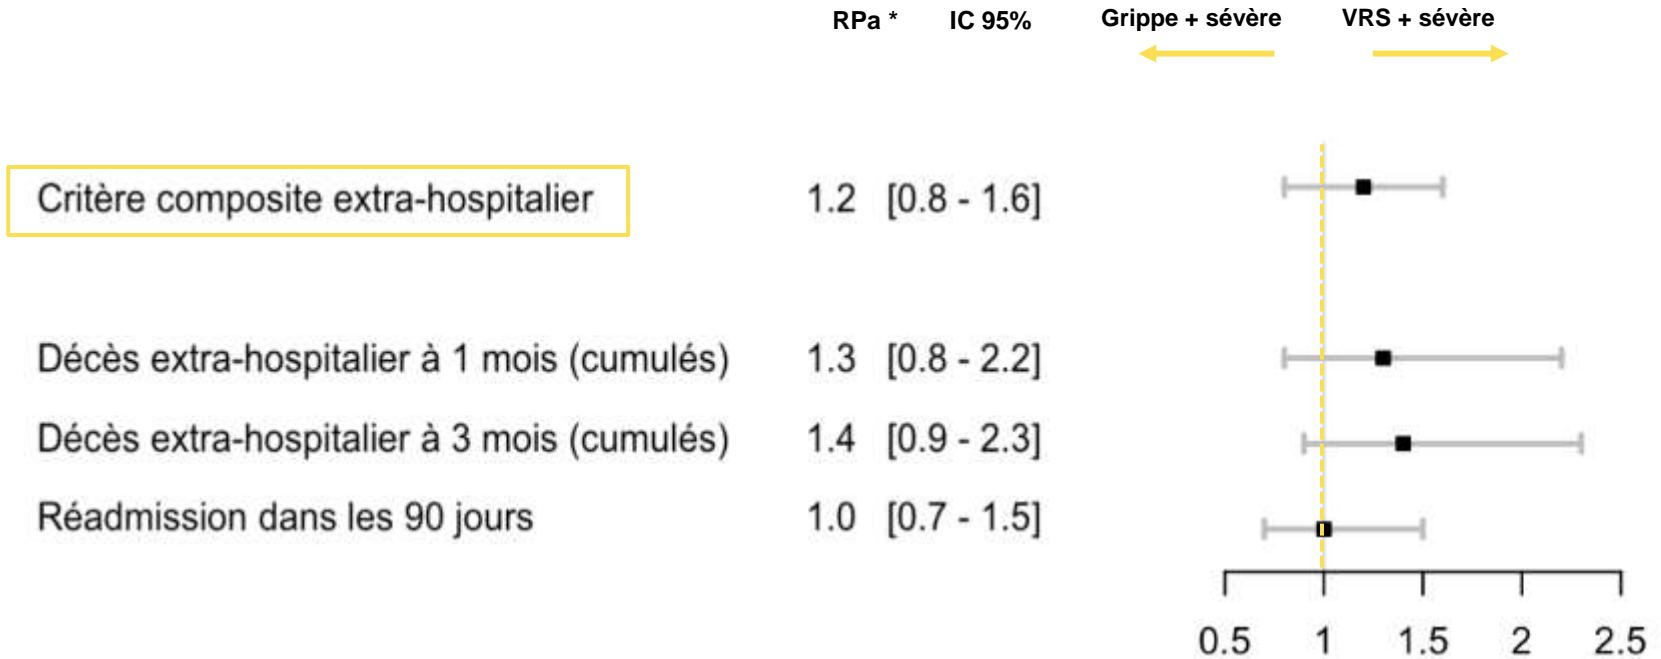 RPa * IC 95% Grippe + sévère VRS + sévère
Critère composite extra-hospitalier 1.2 [0.8 - 1.6]
Décès extra-hospitalier à 1 mois (cumulés) 1.3 [0.8 - 2.2]
Décès extra-hospitalier à 3 mois (cumulés) 1.4 [0.9 - 2.3]
Réadmission dans les 90 jours 1.0 [0.7 - 1.5]
0.5 1 1.5 2 2.5